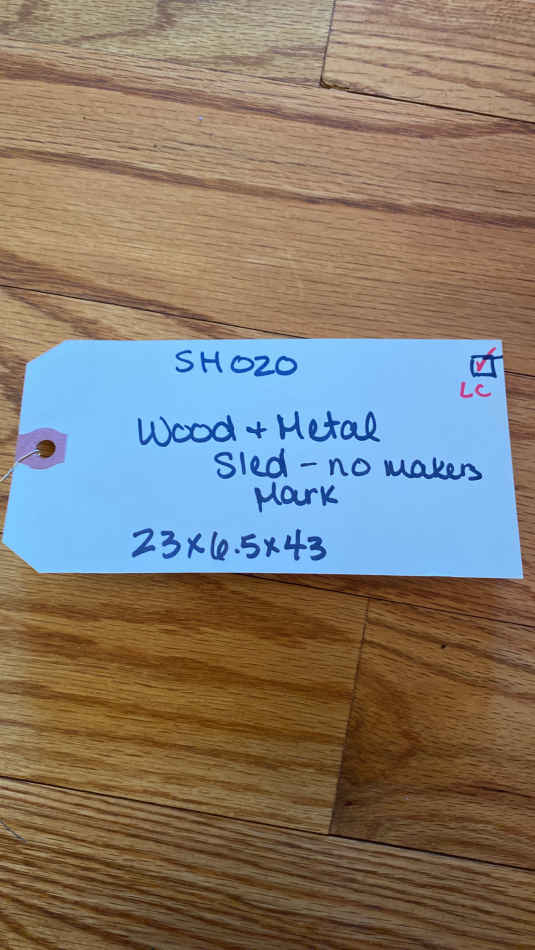 SH020
LC
Wood + Metal
Sled - no makers
Mark
23x6.5x43